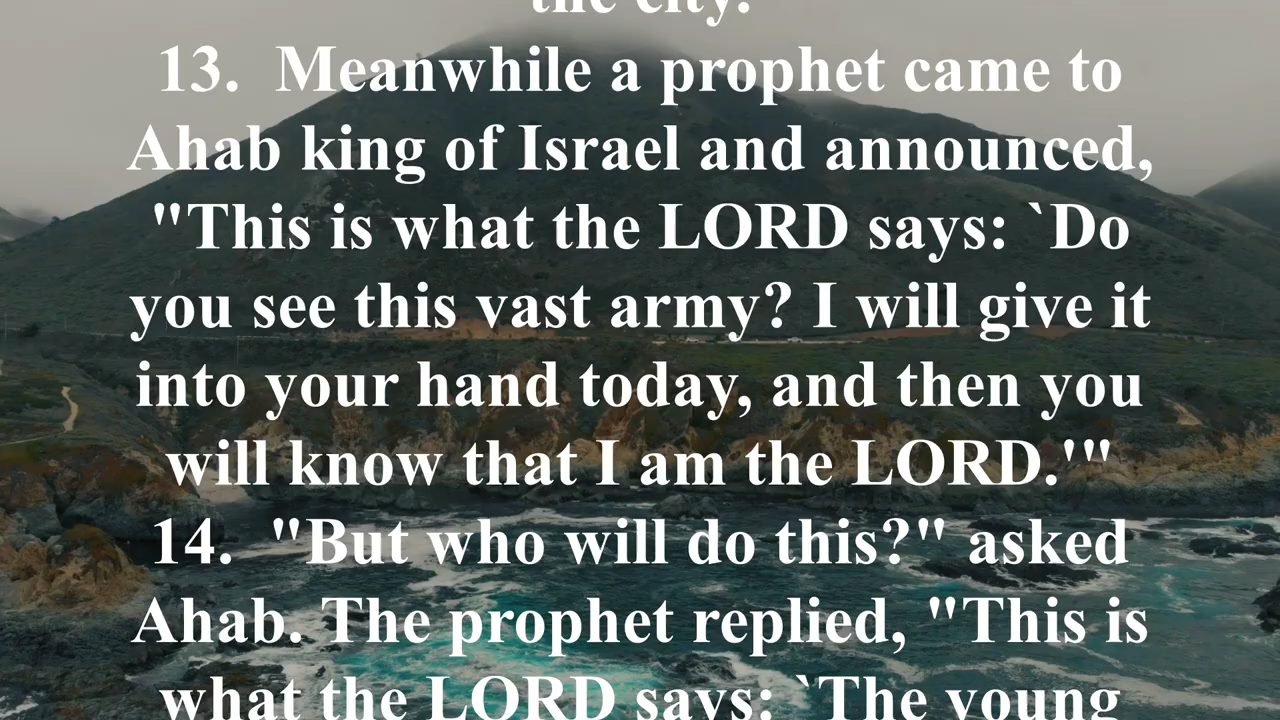 the city.
13.  Meanwhile a prophet came to
Ahab king of Israel and announced,
"This is what the LORD says: `Do
you see this vast army? I will give it
into your hand today, and then you
will know that I am the LORD.'"
14.  "But who will do this?" asked
Ahab. The prophet replied, "This is
what the LORD says: `The young